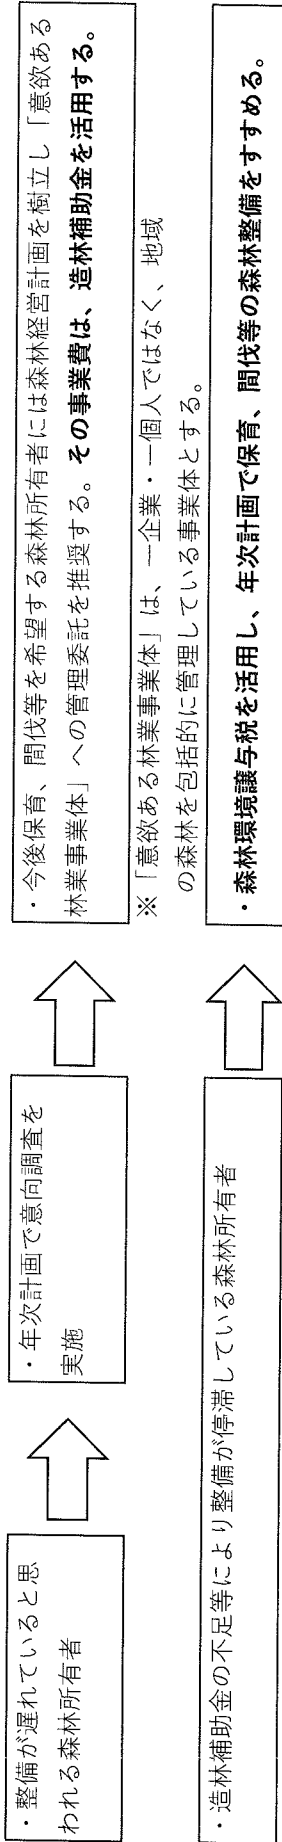 ・整備が遅れていると思
われる森林所有者
・年次計画で意向調査を
実施
・今後保育、間伐等を希望する森林所有者には森林経営計画を樹立し「意欲ある
林業事業体」への管理委託を推奨する。その事業費は、造林補助金を活用する。
※「意欲ある林業事業体」は、一企業・一個人ではなく、地域
の森林を包括的に管理している事業体とする。
・造林補助金の不足等により整備が停滞している森林所有者
・森林環境譲与税を活用し、年次計画で保育、間伐等の森林整備をすすめる。